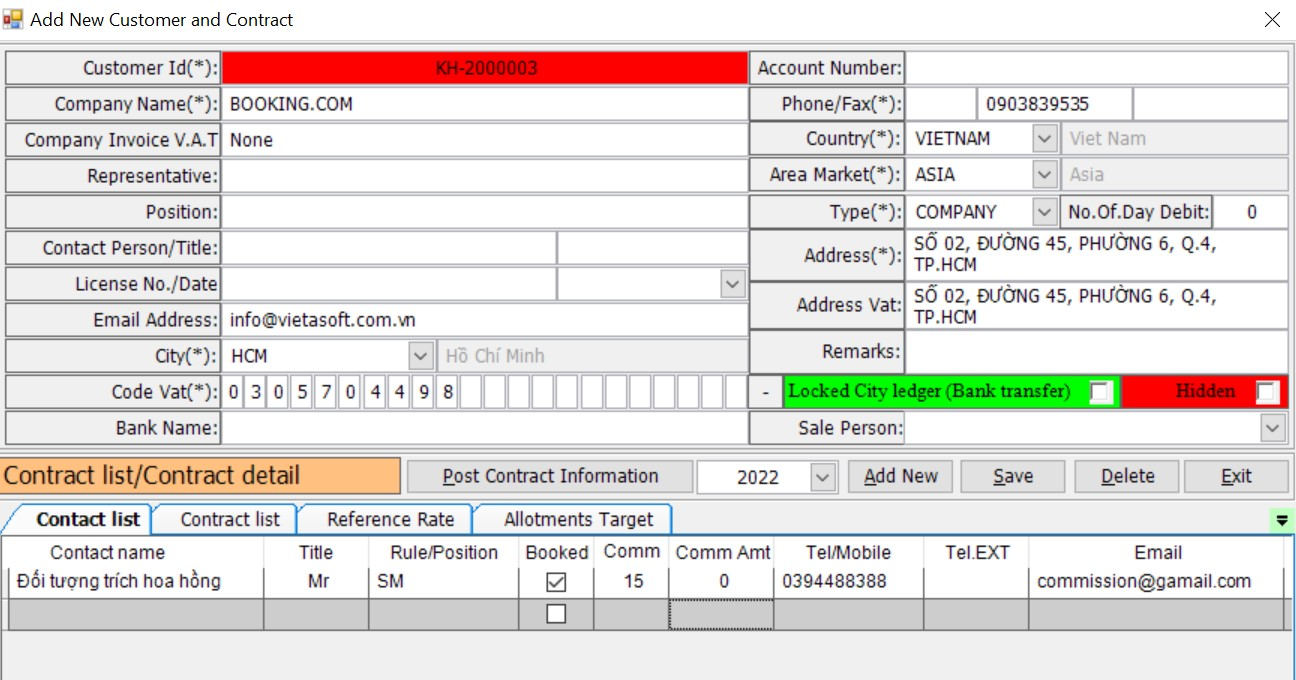 Add New Customer and Contract
Customer Id(*): KH-2000003 Account Number:
Company Name(*): BOOKING.COM Phone/Fax(*): 0903839535
Company Invoice V.A.T None Country(*): VIETNAM Viet Nam
Representative: Area Market(*): ASIA Asia
Position: Type(*): COMPANY No.Of.Day Debit: 0
Contact Person/Title: Address(*): SỐ 02, ĐƯỜNG 45, PHƯỜNG 6, Q.4,
TP.HCM
License No./Date
Email Address: info@vietasoft.com.vn Address Vat: SỐ 02, ĐƯỜNG 45, PHƯỜNG 6, Q.4,
TP.HCM
City(*): HCM Hồ Chí Minh Remarks:
Code Vat(*): 0 3 0 5 7 0 4 4 9 8 - Locked City ledger (Bank transfer) Hidden
Bank Name: Sale Person:
Contract list/Contract detail Post Contract Information 2022 Add New Save Delete Exit
Contact list Contract list Reference Rate Allotments Target
Contact name Title Rule/Position Booked Comm Comm Amt Tel/Mobile Tel.EXT Email
Đối tượng trích hoa hồng Mr SM 15 0 0394488388 commission@gamail.com